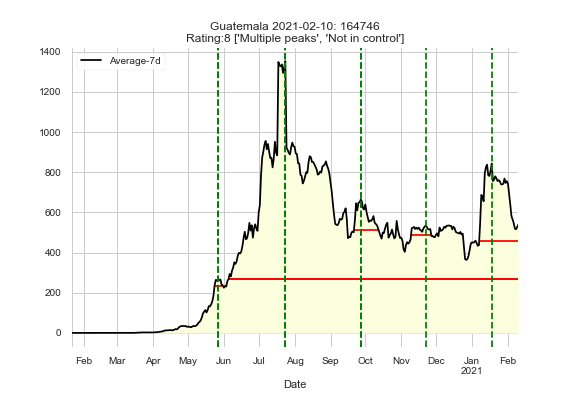 Guatemala 2021-02-10: 164746
Rating:8 ['Multiple peaks', 'Not in control']
Average-7d
1400
1200
1000
800
600
400
200
0
Feb Mar Apr May Jun Jul Aug Sep Oct Nov Dec Jan Feb
2021
Date